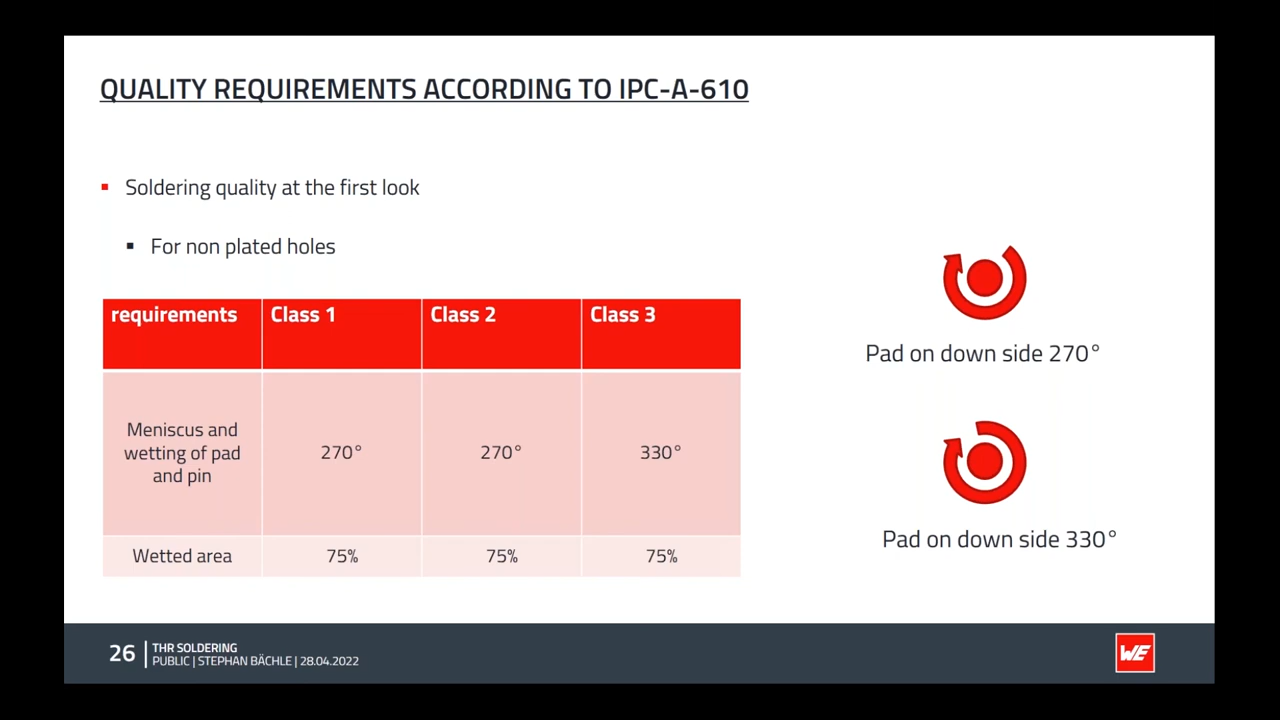 QUALITY REQUIREMENTS ACCORDING TO IPC-A-610
Soldering quality at the first look
For non plated holes
requirements Class 1 Class 2 Class 3
Meniscus and
wetting of pad
and pin
270° 270° 330°
Wetted area 75% 75% 75%
Pad on down side 270°
Pad on down side 330°
26
THR SOLDERING
PUBLIC | STEPHAN BÄCHLE | 28.04.2022
WE